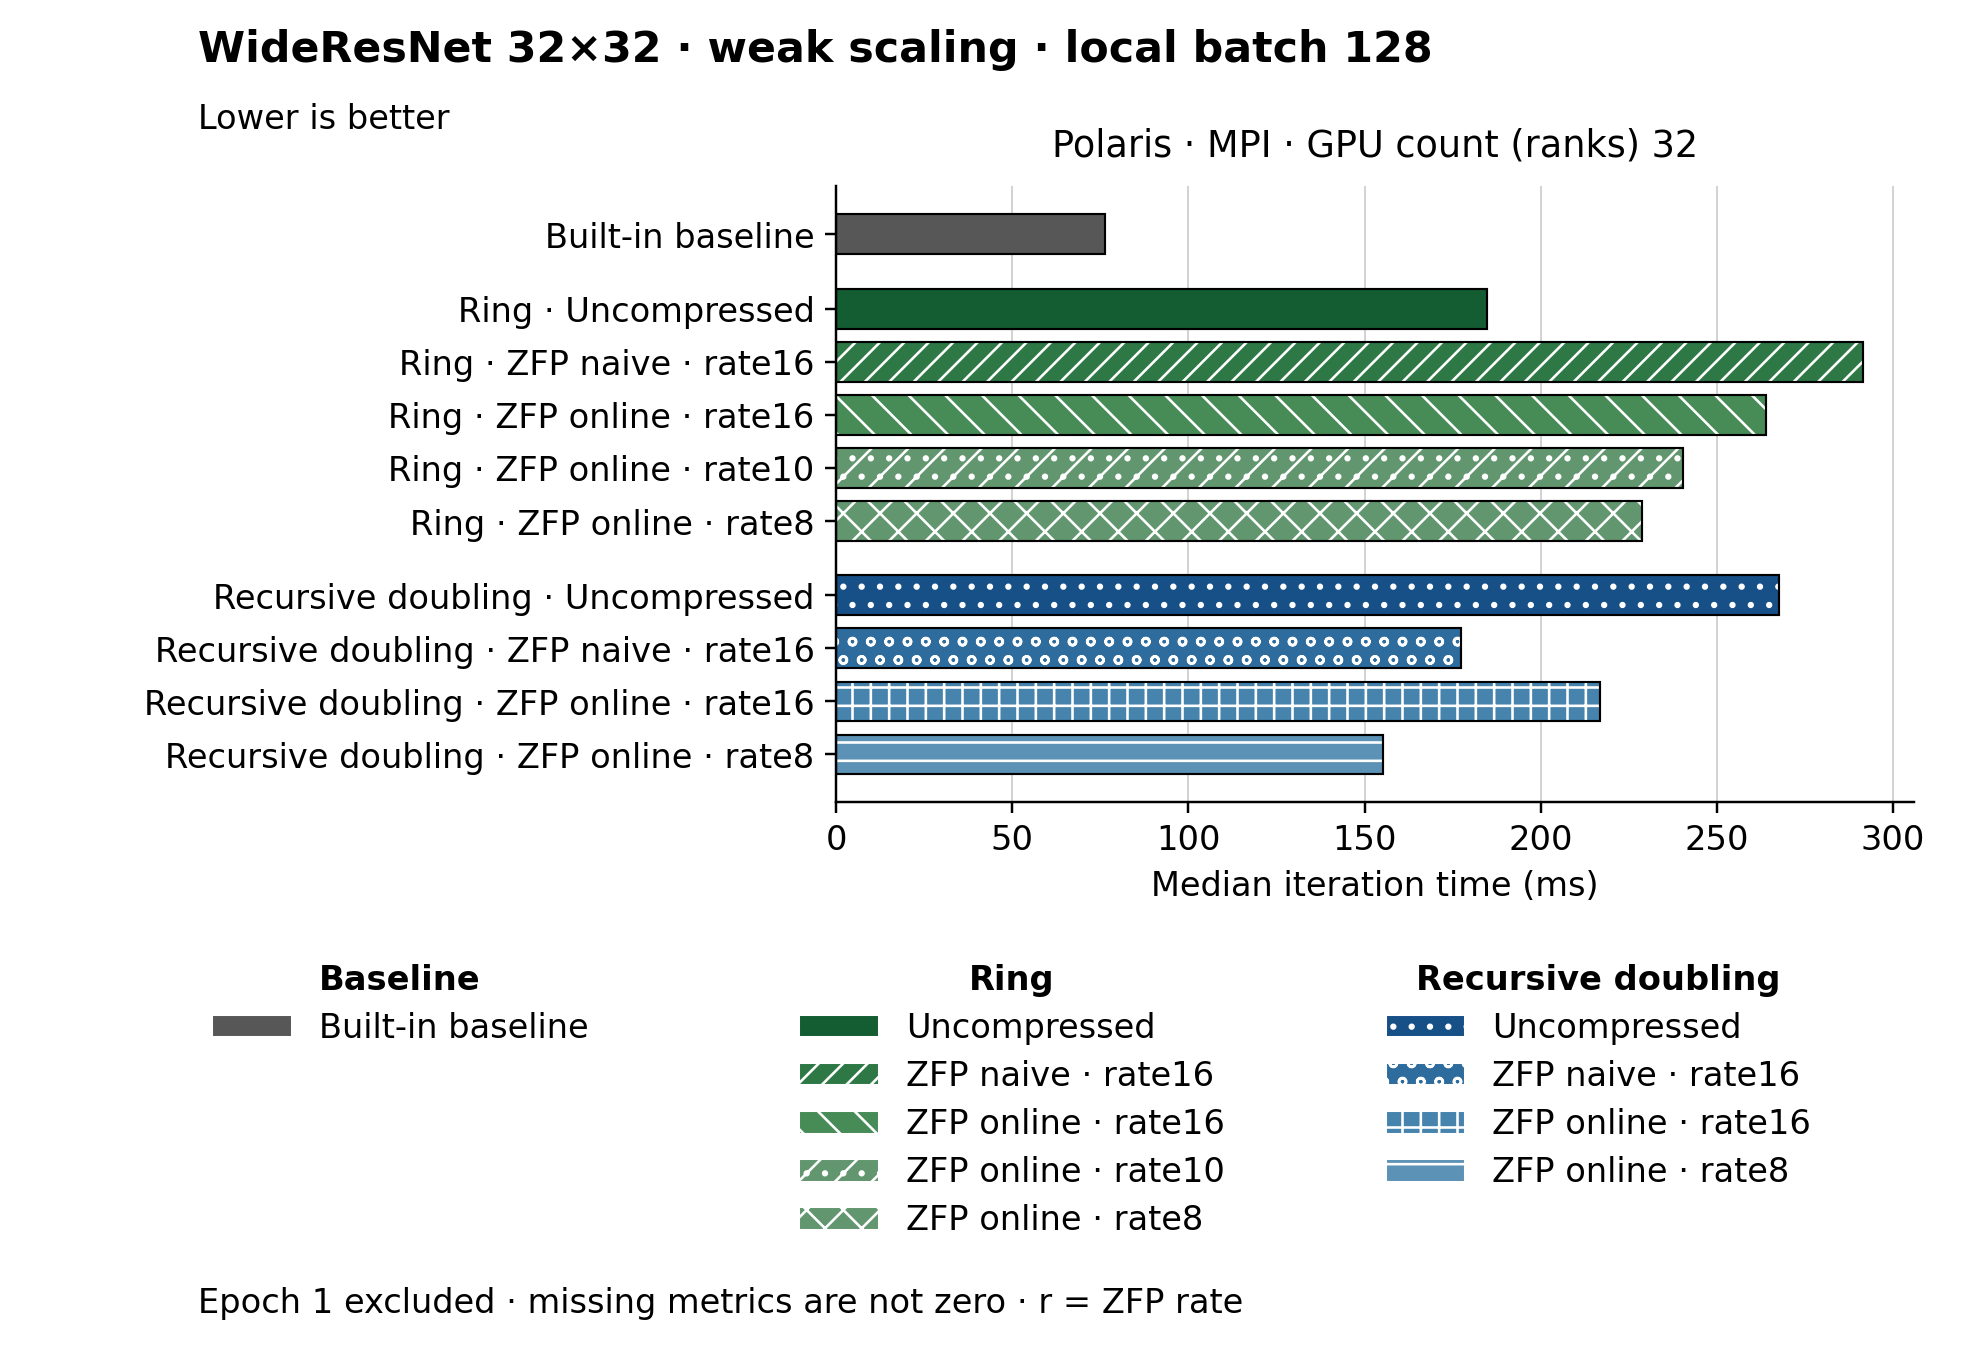 WideResNet 32×32 · weak scaling · local batch 128
Lower is better
Polaris · MPI · GPU count (ranks) 32
Built-in baseline
Ring · Uncompressed
Ring · ZFP naive · rate16
Ring · ZFP online · rate16
Ring · ZFP online · rate10
Ring · ZFP online · rate8
Recursive doubling · Uncompressed
Recursive doubling · ZFP naive · rate16
Recursive doubling · ZFP online · rate16
Recursive doubling · ZFP online · rate8
0 50 100 150 200 250 300
Median iteration time (ms)
Baseline
Built-in baseline
Ring
Uncompressed
ZFP naive · rate16
ZFP online · rate16
ZFP online · rate10
ZFP online · rate8
Recursive doubling
Uncompressed
ZFP naive · rate16
ZFP online · rate16
ZFP online · rate8
Epoch 1 excluded · missing metrics are not zero · r = ZFP rate